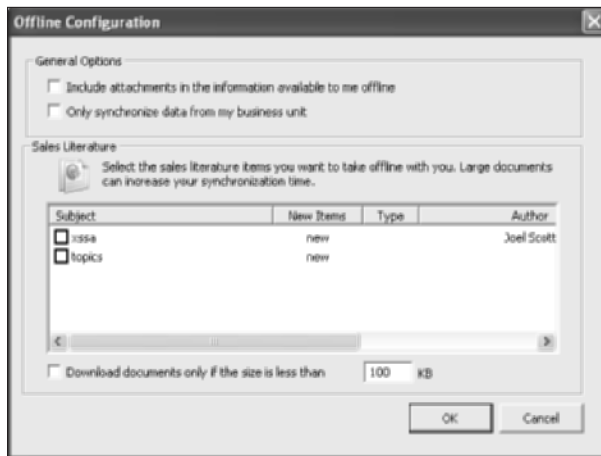 Offline Configuration
General Options
Include attachments in the information available to me offline
Only synchronize data from my business unit
Sales Literature
Select the sales literature items you want to take offline with you. Large documents
can increase your synchronization time.
Subject New Items Type Author
xssa new Joel Scott
topics new
Download documents only if the size is less than 100 KB
OK Cancel